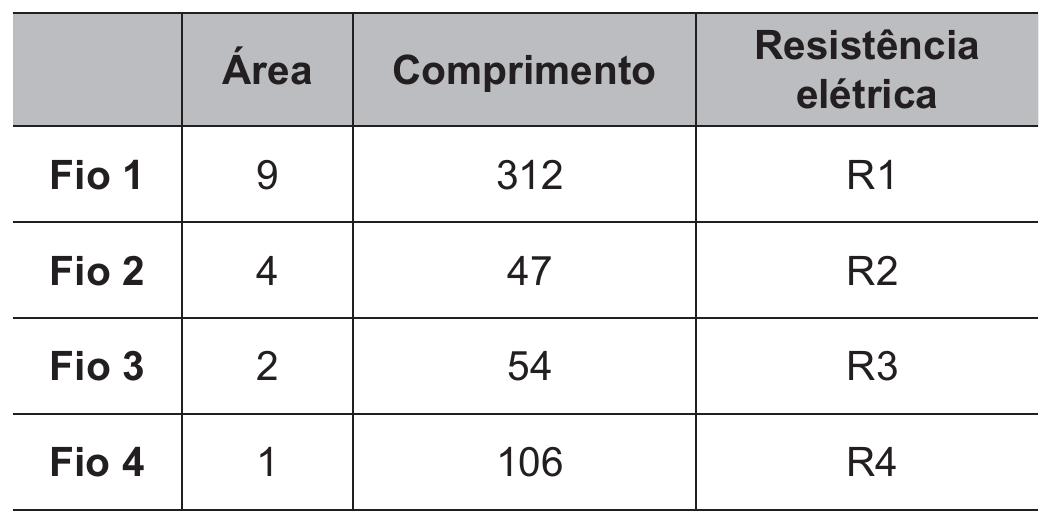 Área Comprimento Resistência
elétrica
Fio 1 9 312 R1
Fio 2 4 47 R2
Fio 3 2 54 R3
Fio 4 1 106 R4